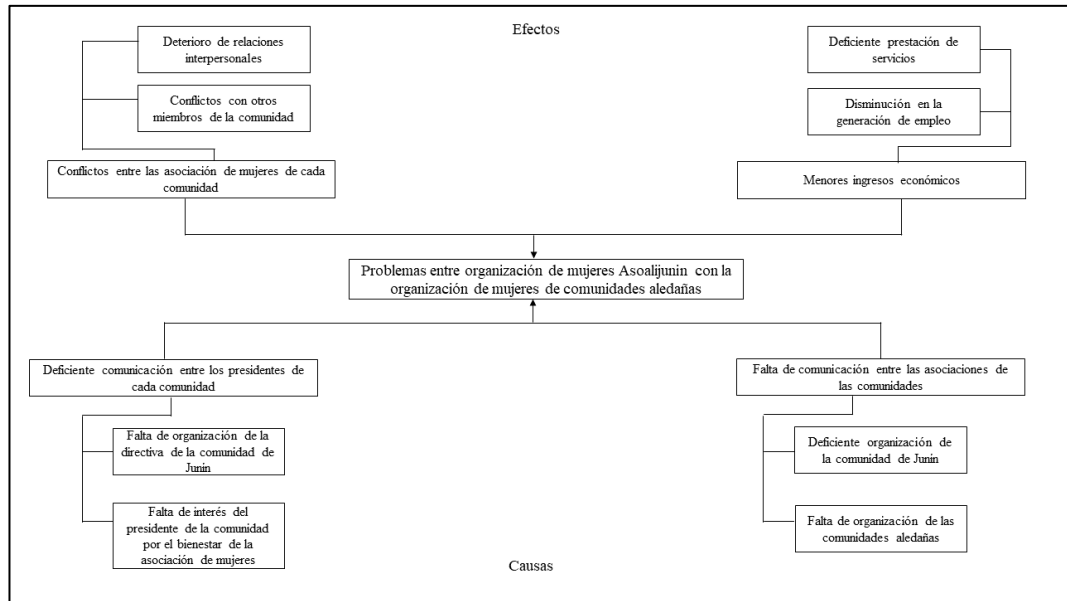 Efectos
Deterioro de relaciones
interpersonales
Conflictos con otros
miembros de la comunidad
Conflictos entre las asociación de mujeres de cada
comunidad
Deficiente prestación de
servicios
Disminución en la
generación de empleo
Menores ingresos económicos
Problemas entre organización de mujeres Asoalijunin con la
organización de mujeres de comunidades aledañas
Deficiente comunicación entre los presidentes de
cada comunidad
Falta de organización de la
directiva de la comunidad de
Junin
Falta de interés del
presidente de la comunidad
por el bienestar de la
asociación de mujeres
Falta de comunicación entre las asociaciones de
las comunidades
Deficiente organización de
la comunidad de Junín
Falta de organización de las
comunidades aledañas
Causas